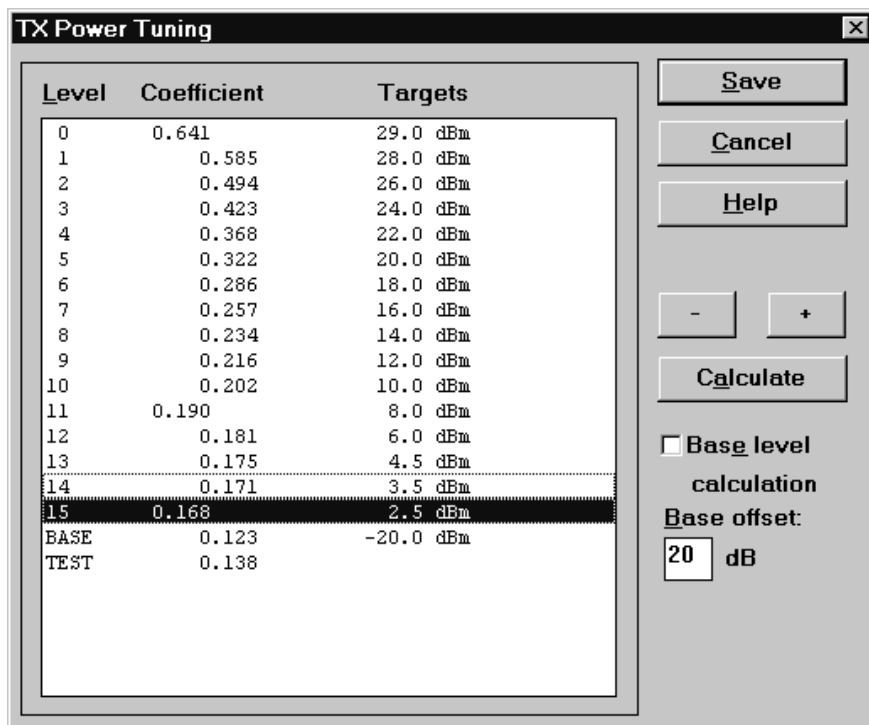 TX Power Tuning
Level Coefficient Targets
0 0.641 29.0 dBm
1 0.585 28.0 dBm
2 0.494 26.0 dBm
3 0.423 24.0 dBm
4 0.368 22.0 dBm
5 0.322 20.0 dBm
6 0.286 18.0 dBm
7 0.257 16.0 dBm
8 0.234 14.0 dBm
9 0.216 12.0 dBm
10 0.202 10.0 dBm
11 0.190 8.0 dBm
12 0.181 6.0 dBm
13 0.175 4.5 dBm
14 0.171 3.5 dBm
15 0.168 2.5 dBm
BASE 0.123 -20.0 dBm
TEST 0.138
Save
Cancel
Help
- +
Calculate
Base level
calculation
Base offset:
20 dB